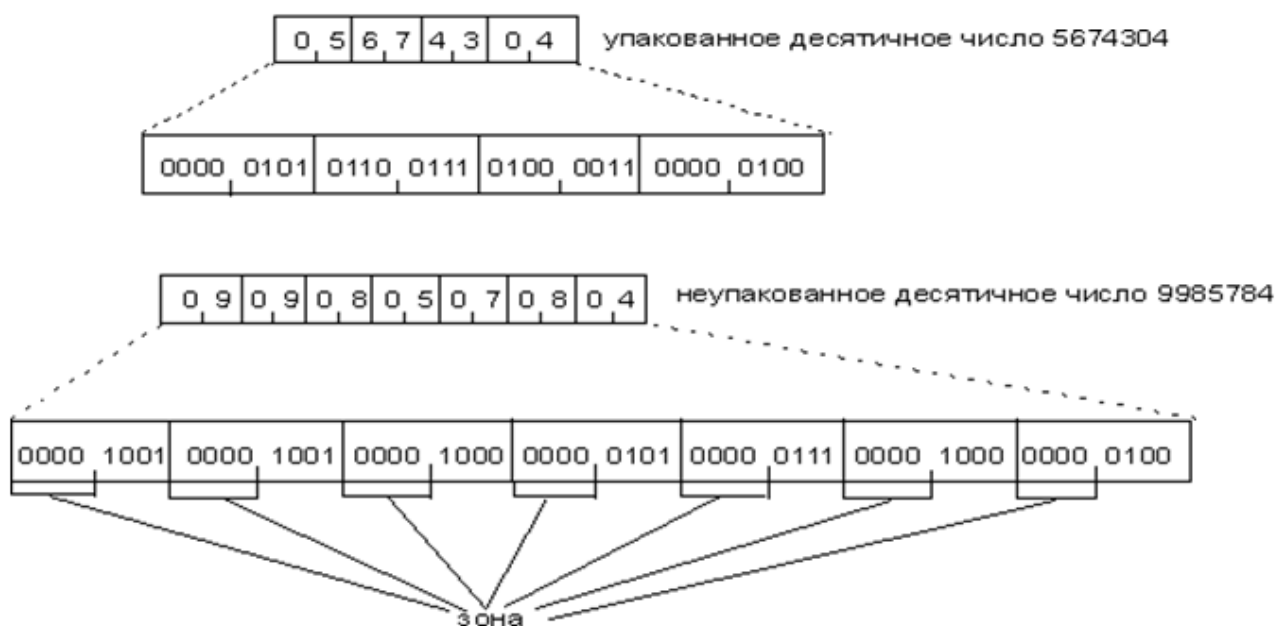 0 5 6 7 4 3 0 4 упакованное десятичное число 5674304
0000 0101 0110 0111 0100 0011 0000 0100
0 9 0 9 0 8 0 5 0 7 0 8 0 4 неупакованное десятичное число 9985784
0000 1001 0000 1001 0000 1000 0000 0101 0000 0111 0000 1000 0000 0100
зона